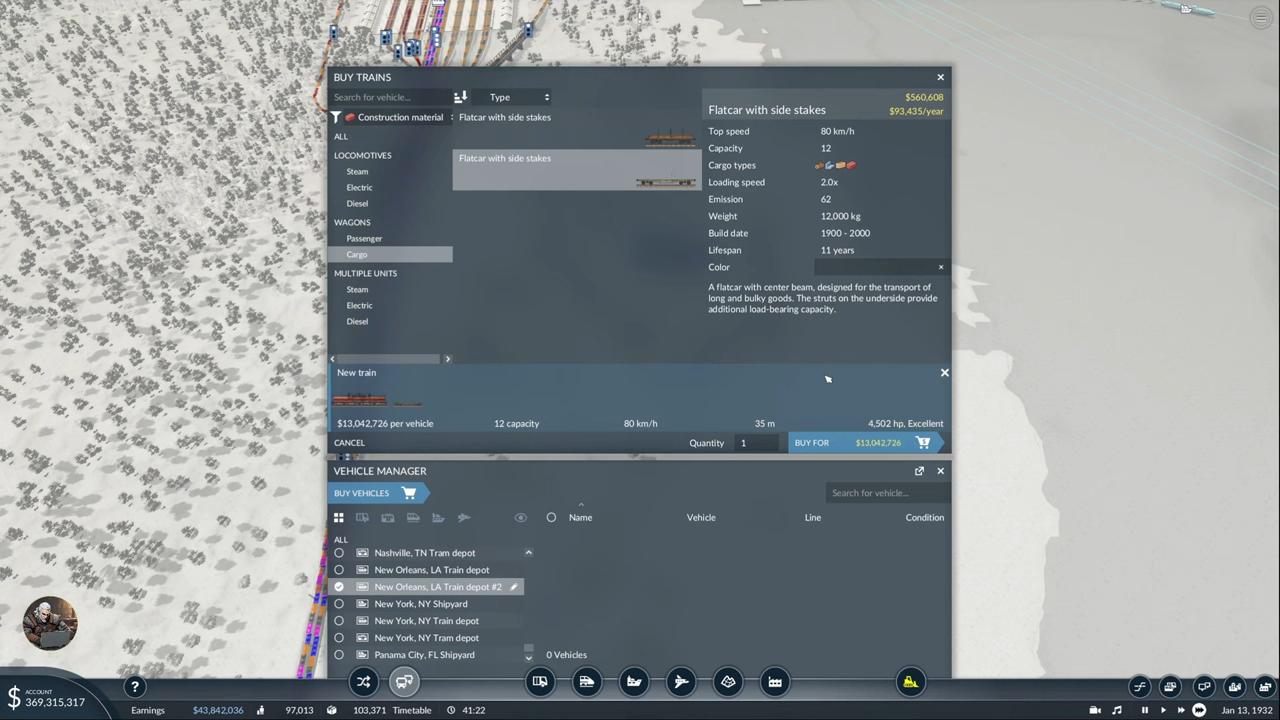 BUY TRAINS
Search for vehicle...
Type
Construction material
ALL
LOCOMOTIVES
Steam
Electric
Diesel
WAGONS
Passenger
Cargo
MULTIPLE UNITS
Steam
Electric
Diesel
Flatcar with side stakes
Flatcar with side stakes
$560,608
Flatcar with side stakes
$93,435/year
Top speed 80 km/h
Capacity 12
Cargo types
Loading speed 2.0x
Emission 62
Weight 12,000 kg
Build date 1900 - 2000
Lifespan 11 years
Color
A flatcar with center beam, designed for the transport of
long and bulky goods. The struts on the underside provide
additional load-bearing capacity.
New train
$13,042,726 per vehicle 12 capacity 80 km/h 35 m 4,502 hp, Excellent
CANCEL Quantity 1 BUY FOR $13,042,726
VEHICLE MANAGER
BUY VEHICLES
Search for vehicle...
Name Vehicle Line Condition
ALL
Nashville, TN Tram depot
New Orleans, LA Train depot
New Orleans, LA Train depot #2
New York, NY Shipyard
New York, NY Train depot
New York, NY Tram depot
Panama City, FL Shipyard
0 Vehicles
$ ACCOUNT
369,315,317
?
Earnings $43,842,036 97,013 103,371 Timetable 41:22 Jan 13, 1932